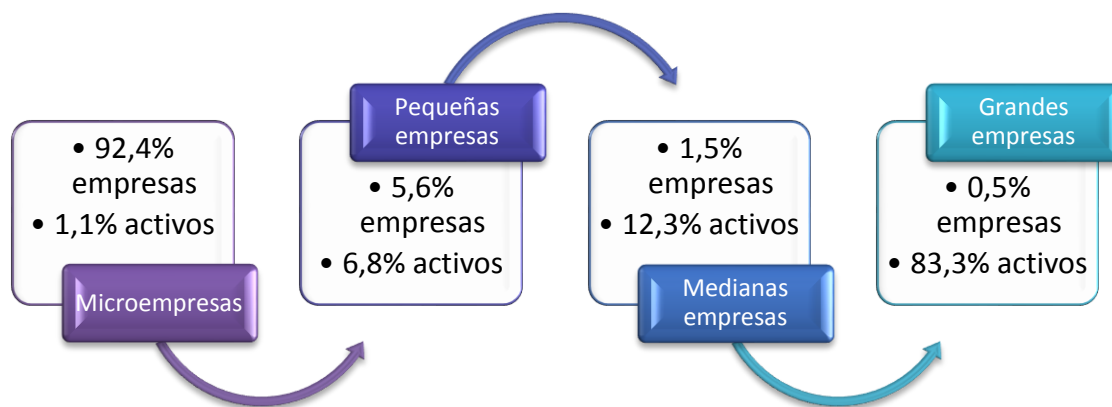 • 92,4%
empresas
• 1,1% activos
Microempresas
Pequeñas
empresas
• 5,6%
empresas
• 6,8% activos
• 1,5%
empresas
• 12,3% activos
Medianas
empresas
Grandes
empresas
• 0,5%
empresas
• 83,3% activos